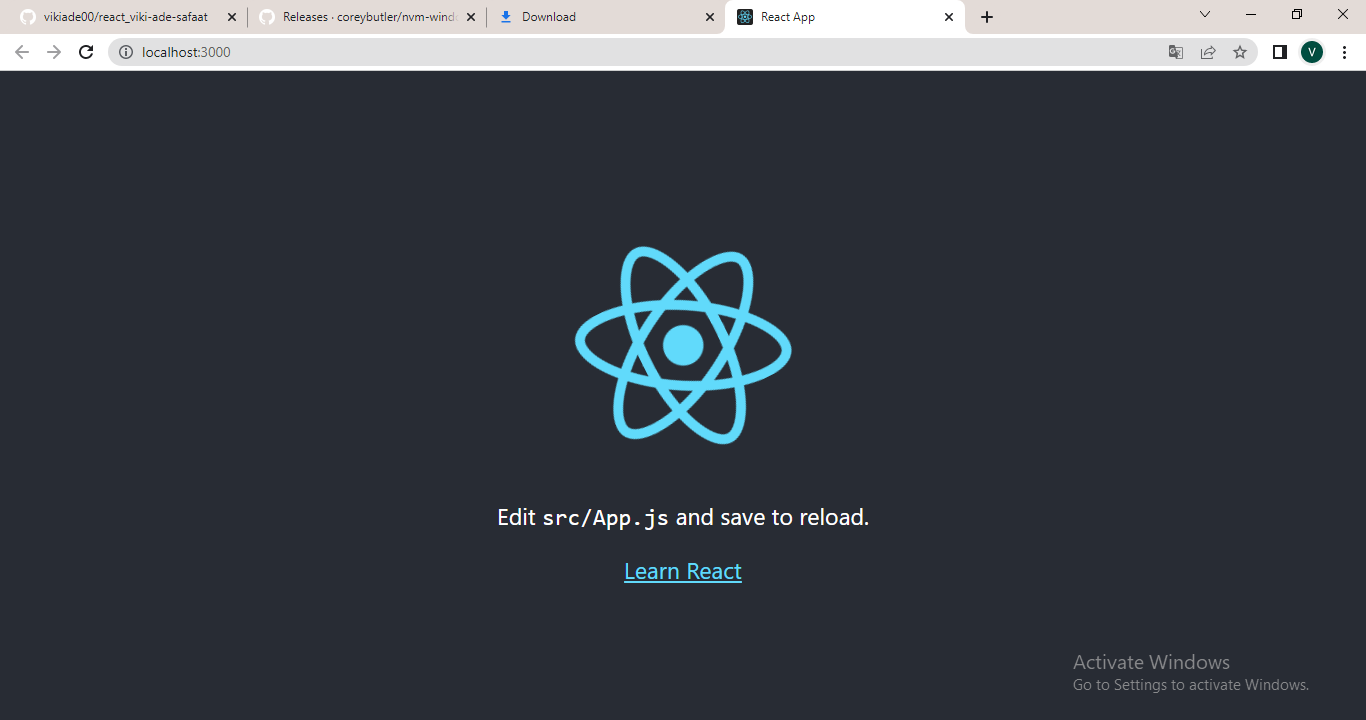 vikiade00/react_viki-ade-safaat
Releases · coreybutler/nvm-windo
Download
React App
localhost:3000
V
Edit src/App.js and save to reload.
Learn React
Activate Windows
Go to Settings to activate Windows.